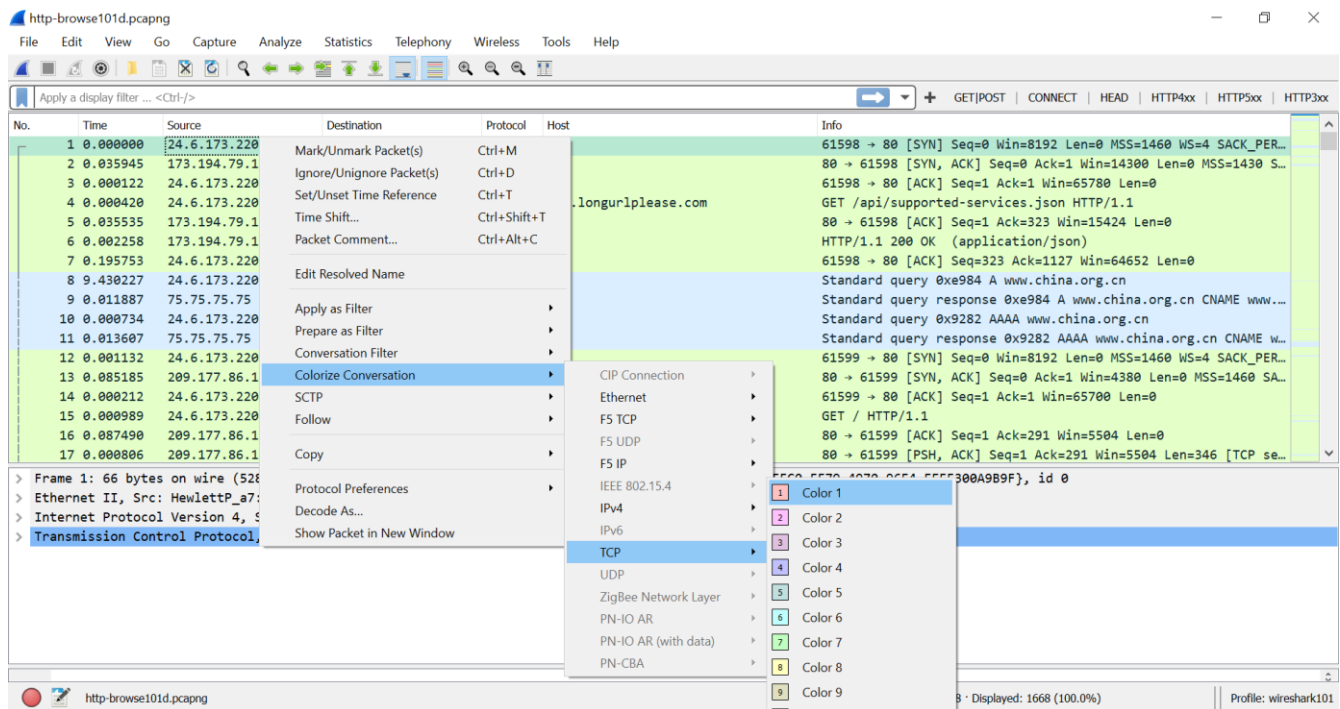 http-browse101d.pcapng
File Edit View Go Capture Analyze Statistics Telephony Wireless Tools Help
Apply a display filter ... <Ctrl-/> + GET|POST | CONNECT | HEAD | HTTP4xx | HTTP5xx | HTTP3xx
No. Time Source Destination Protocol Host Info
1 0.000000 24.6.173.220 61598 → 80 [SYN] Seq=0 Win=8192 Len=0 MSS=1460 WS=4 SACK_PER…
2 0.035945 173.194.79.1 80 → 61598 [SYN, ACK] Seq=0 Ack=1 Win=14300 Len=0 MSS=1430 S…
3 0.000122 24.6.173.220 61598 → 80 [ACK] Seq=1 Ack=1 Win=65780 Len=0
4 0.000420 24.6.173.220 .longurlplease.com GET /api/supported-services.json HTTP/1.1
5 0.035535 173.194.79.1 80 → 61598 [ACK] Seq=1 Ack=323 Win=15424 Len=0
6 0.002258 173.194.79.1 HTTP/1.1 200 OK (application/json)
7 0.195753 24.6.173.220 61598 → 80 [ACK] Seq=323 Ack=1127 Win=64652 Len=0
8 9.430227 24.6.173.220 Standard query 0xe984 A www.china.org.cn
9 0.011887 75.75.75.75 Standard query response 0xe984 A www.china.org.cn CNAME www.…
10 0.000734 24.6.173.220 Standard query 0x9282 AAAA www.china.org.cn
11 0.013607 75.75.75.75 Standard query response 0x9282 AAAA www.china.org.cn CNAME w…
12 0.001132 24.6.173.220 61599 → 80 [SYN] Seq=0 Win=8192 Len=0 MSS=1460 WS=4 SACK_PER…
13 0.085185 209.177.86.1 80 → 61599 [SYN, ACK] Seq=0 Ack=1 Win=4380 Len=0 MSS=1460 SA…
14 0.000212 24.6.173.220 61599 → 80 [ACK] Seq=1 Ack=1 Win=65700 Len=0
15 0.000989 24.6.173.220 GET / HTTP/1.1
16 0.087490 209.177.86.1 80 → 61599 [ACK] Seq=1 Ack=291 Win=5504 Len=0
17 0.000806 209.177.86.1 80 → 61599 [PSH, ACK] Seq=1 Ack=291 Win=5504 Len=346 [TCP se…
Mark/Unmark Packet(s) Ctrl+M
Ignore/Unignore Packet(s) Ctrl+D
Set/Unset Time Reference Ctrl+T
Time Shift... Ctrl+Shift+T
Packet Comment... Ctrl+Alt+C
Edit Resolved Name
Apply as Filter
Prepare as Filter
Conversation Filter
Colorize Conversation
SCTP
Follow
Copy
Protocol Preferences
Decode As...
Show Packet in New Window
CIP Connection
Ethernet
F5 TCP
F5 UDP
F5 IP
IEEE 802.15.4
IPv4
IPv6
TCP
UDP
ZigBee Network Layer
PN-IO AR
PN-IO AR (with data)
PN-CBA
1 Color 1
2 Color 2
3 Color 3
4 Color 4
5 Color 5
6 Color 6
7 Color 7
8 Color 8
9 Color 9
Frame 1: 66 bytes on wire (528 300A9B9F}, id 0
Ethernet II, Src: HewlettP_a7:
Internet Protocol Version 4, S
Transmission Control Protocol,
http-browse101d.pcapng 8 · Displayed: 1668 (100.0%) Profile: wireshark101